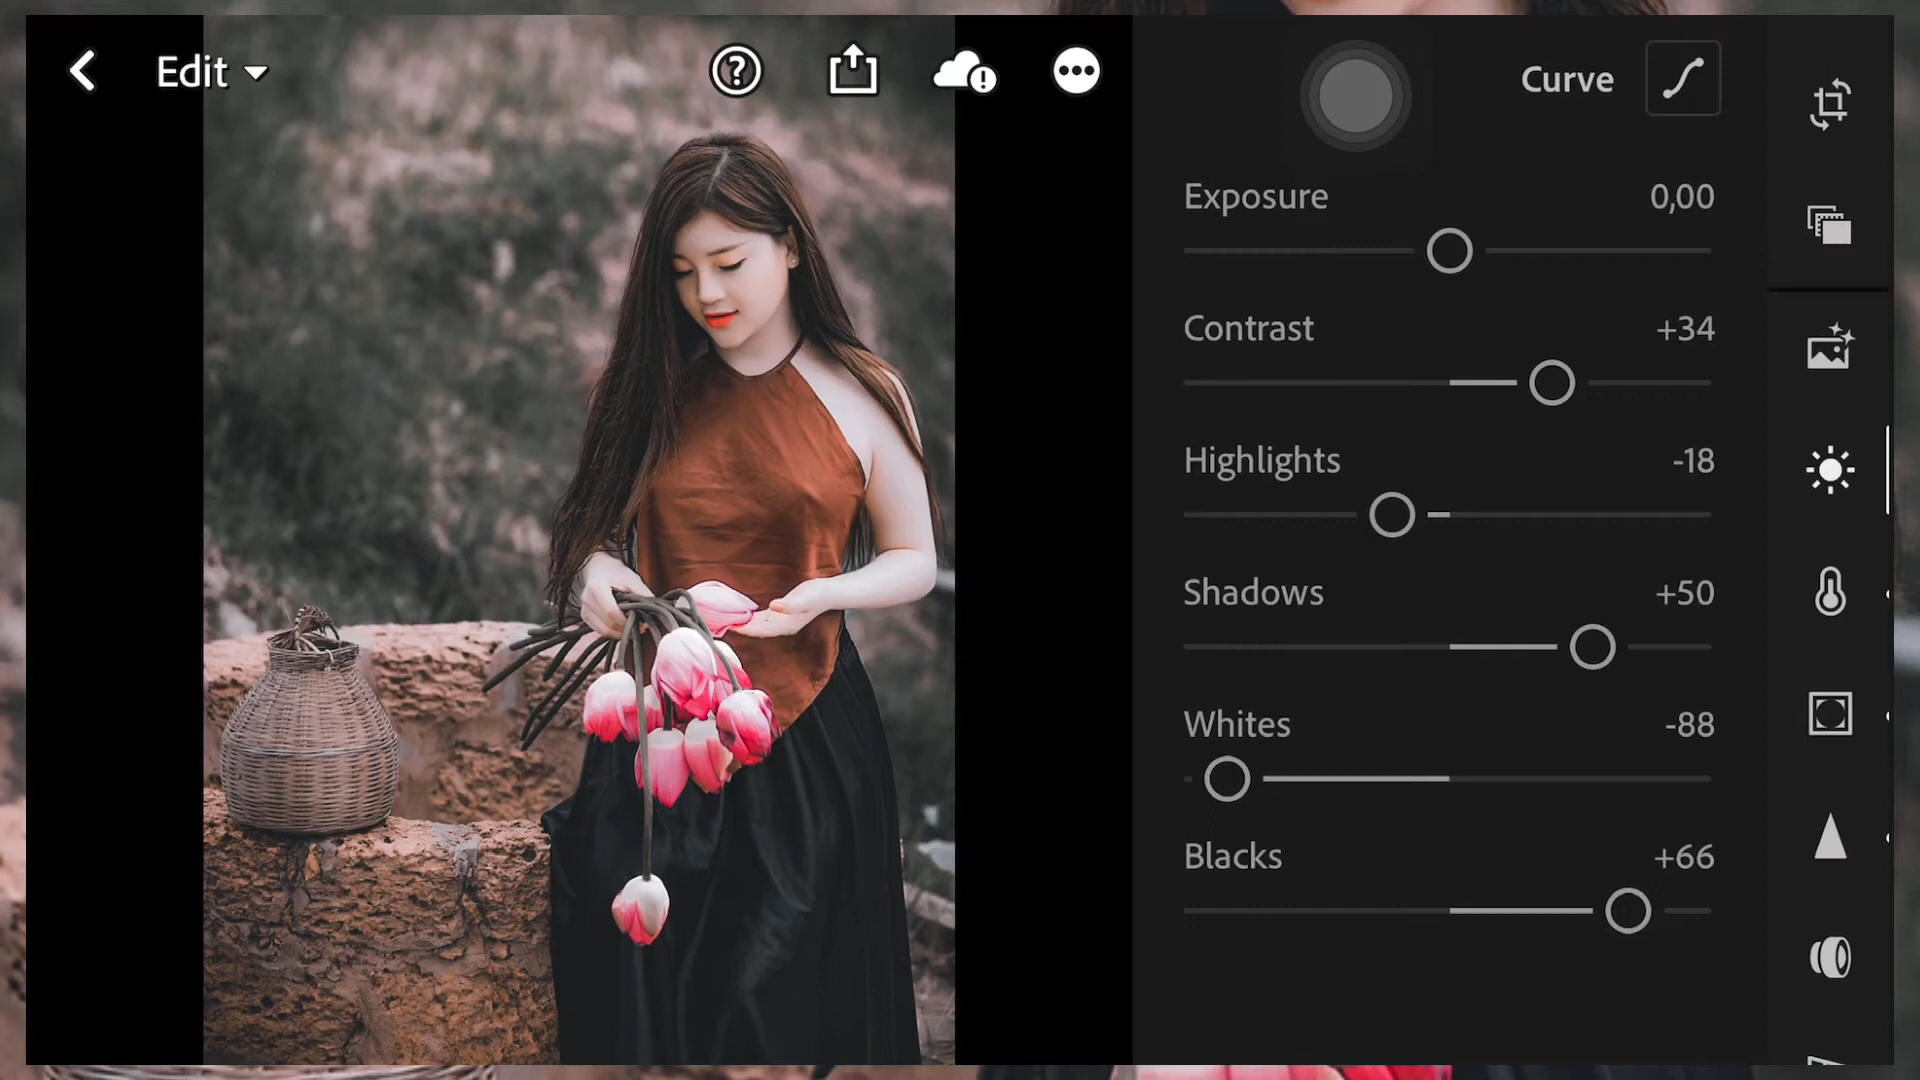 Edit
Curve
Exposure 0,00
Contrast +34
Highlights -18
Shadows +50
Whites -88
Blacks +66